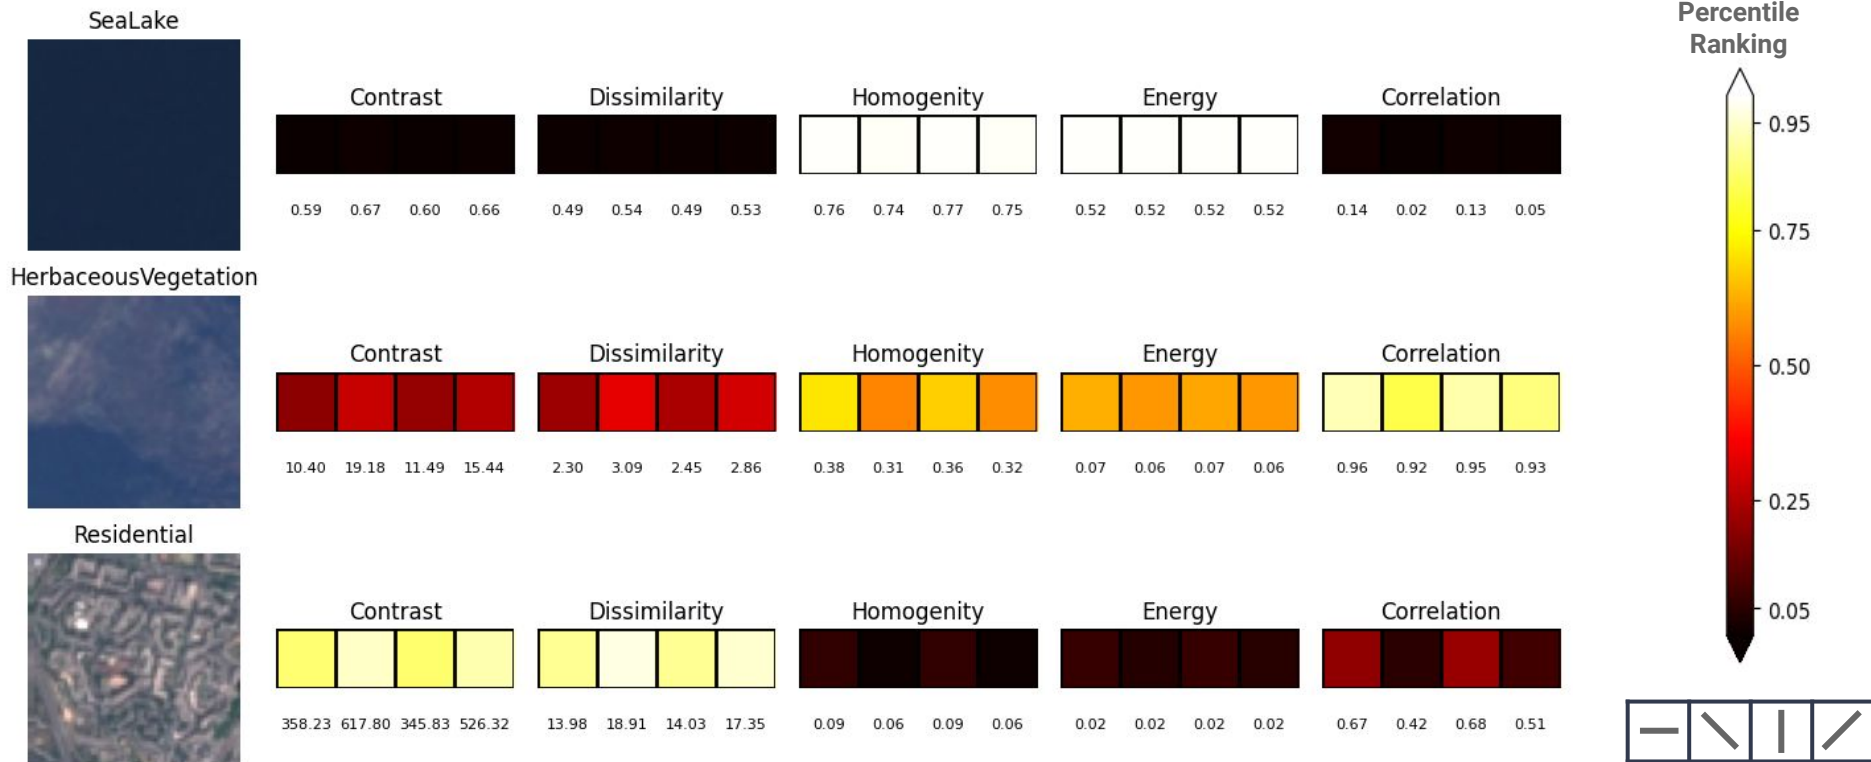 SeaLake
Contrast Dissimilarity Homogenity Energy Correlation
0.59 0.67 0.60 0.66 0.49 0.54 0.49 0.53 0.76 0.74 0.77 0.75 0.52 0.52 0.52 0.52 0.14 0.02 0.13 0.05
HerbaceousVegetation
Contrast Dissimilarity Homogenity Energy Correlation
10.40 19.18 11.49 15.44 2.30 3.09 2.45 2.86 0.38 0.31 0.36 0.32 0.07 0.06 0.07 0.06 0.96 0.92 0.95 0.93
Residential
Contrast Dissimilarity Homogenity Energy Correlation
358.23 617.80 345.83 526.32 13.98 18.91 14.03 17.35 0.09 0.06 0.09 0.06 0.02 0.02 0.02 0.02 0.67 0.42 0.68 0.51
Percentile
Ranking
0.95
0.75
0.50
0.25
0.05